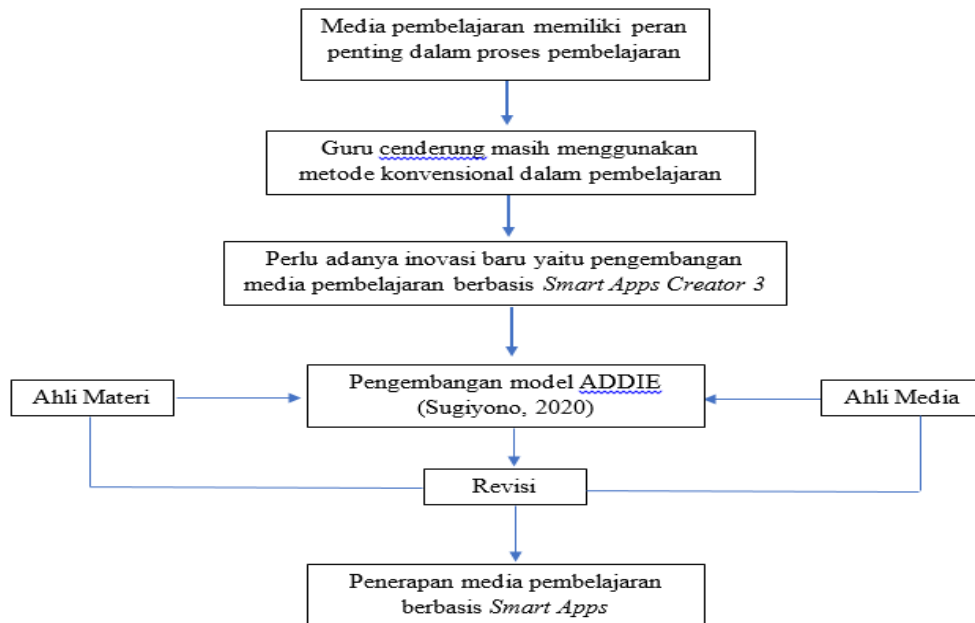 Media pembelajaran memiliki peran
penting dalam proses pembelajaran
Guru cenderung masih menggunakan
metode konvensional dalam pembelajaran
Perlu adanya inovasi baru yaitu pengembangan
media pembelajaran berbasis Smart Apps Creator 3
Ahli Materi
Pengembangan model ADDIE
(Sugiyono, 2020)
Ahli Media
Revisi
Penerapan media pembelajaran
berbasis Smart Apps